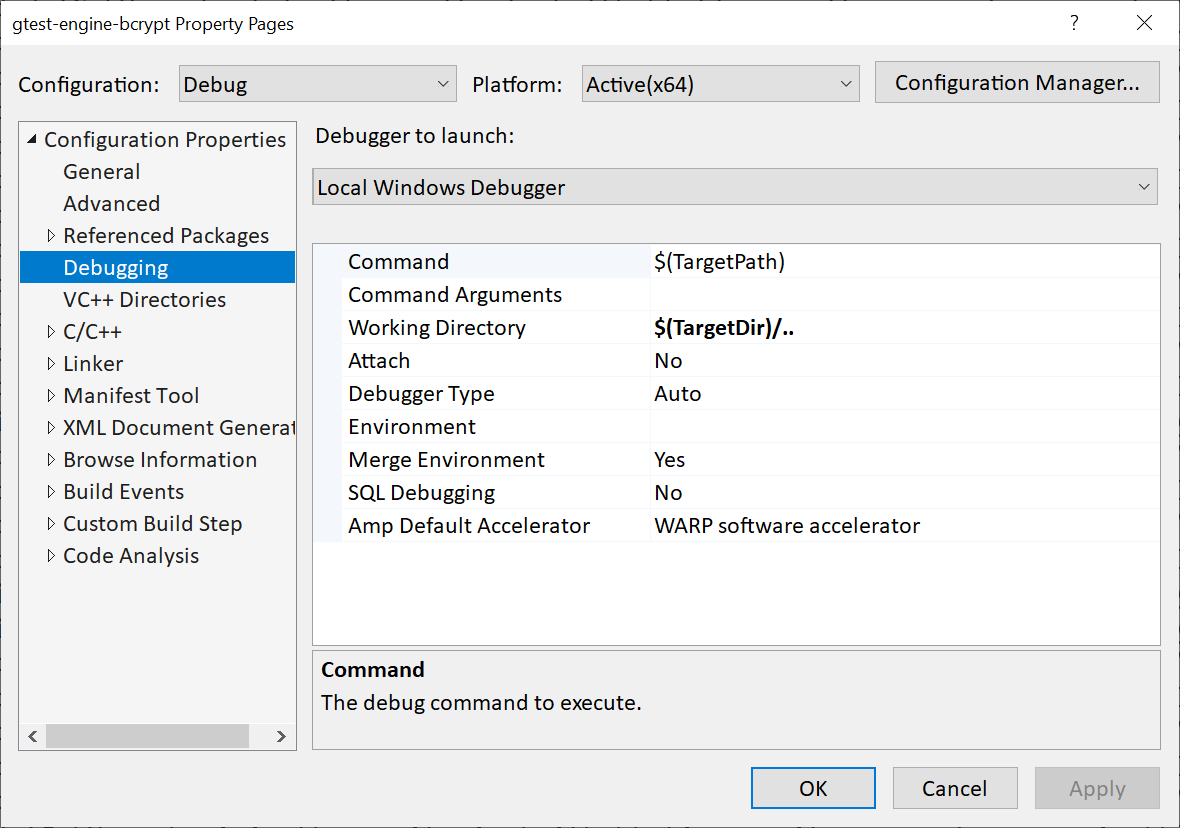 gtest-engine-bcrypt Property Pages
?
Configuration: Debug Platform: Active(x64) Configuration Manager...
Configuration Properties
General
Advanced
Referenced Packages
Debugging
VC++ Directories
C/C++
Linker
Manifest Tool
XML Document Generat
Browse Information
Build Events
Custom Build Step
Code Analysis
Debugger to launch:
Local Windows Debugger
Command $(TargetPath)
Command Arguments
Working Directory $(TargetDir)/..
Attach No
Debugger Type Auto
Environment
Merge Environment Yes
SQL Debugging No
Amp Default Accelerator WARP software accelerator
Command
The debug command to execute.
OK Cancel Apply